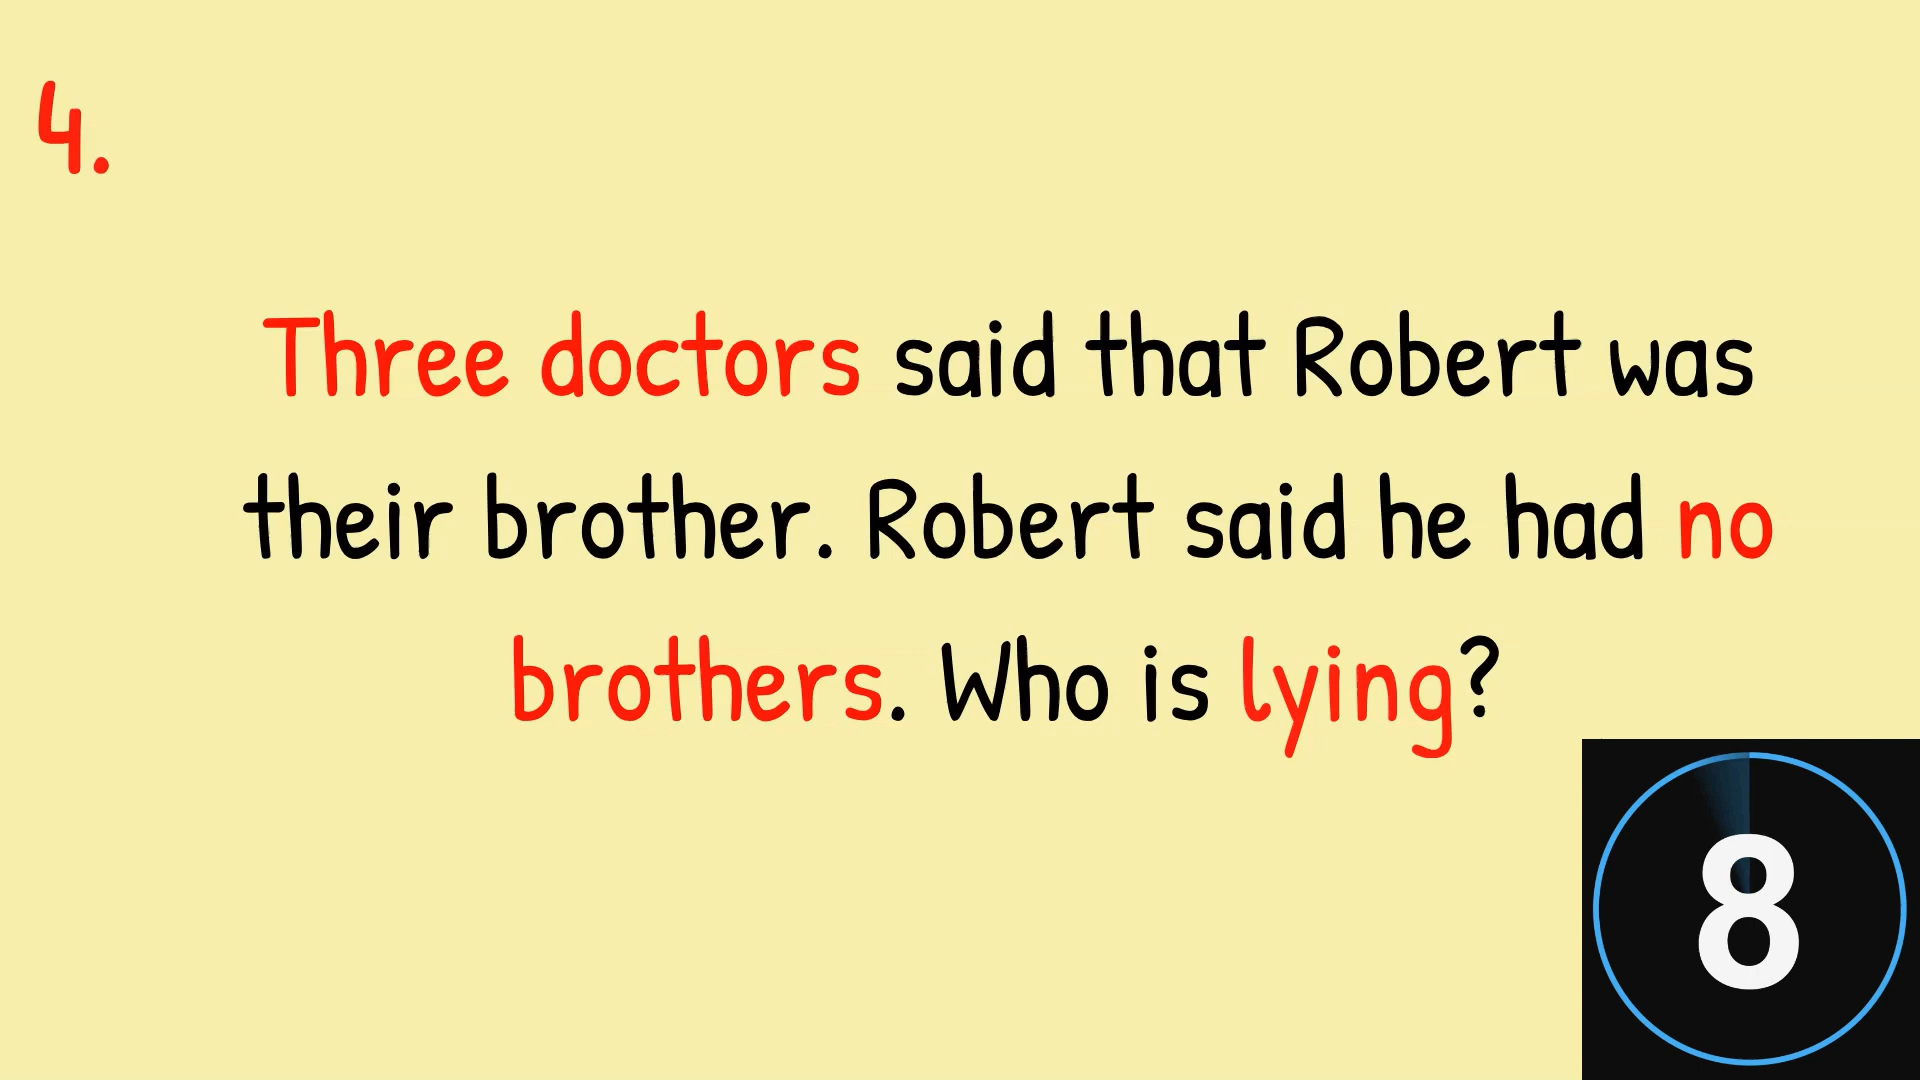 4.
Three doctors said that Robert was
their brother. Robert said he had no
brothers. Who is lying?
8